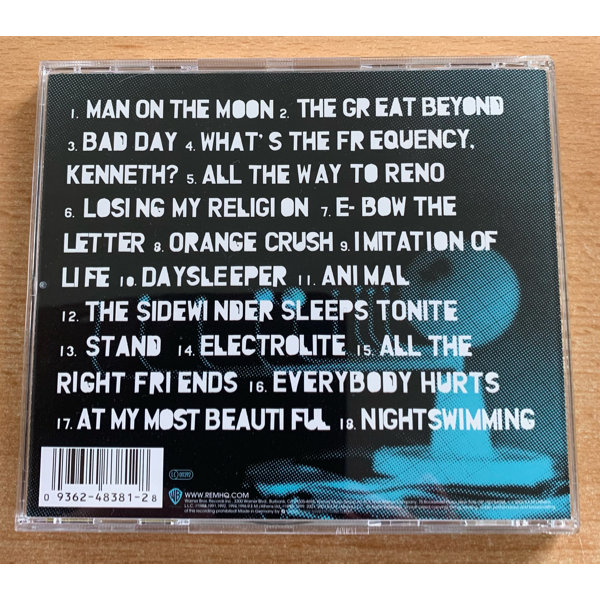 1. MAN ON THE MOON 2. THE GREAT BEYOND
3. BAD DAY 4. WHAT'S THE FREQUENCY,
KENNETH? 5. ALL THE WAY TO RENO
6. LOSING MY RELIGION 7. E-BOW THE
LETTER 8. ORANGE CRUSH 9. IMITATION OF
LIFE 10. DAYSLEEPER 11. ANIMAL
12. THE SIDEWINDER SLEEPS TONITE
13. STAND 14. ELECTROLITE 15. ALL THE
RIGHT FRIENDS 16. EVERYBODY HURTS
17. AT MY MOST BEAUTIFUL 18. NIGHTSWIMMING
0 93624-8381-2 8
WWW.REMHQ.COM